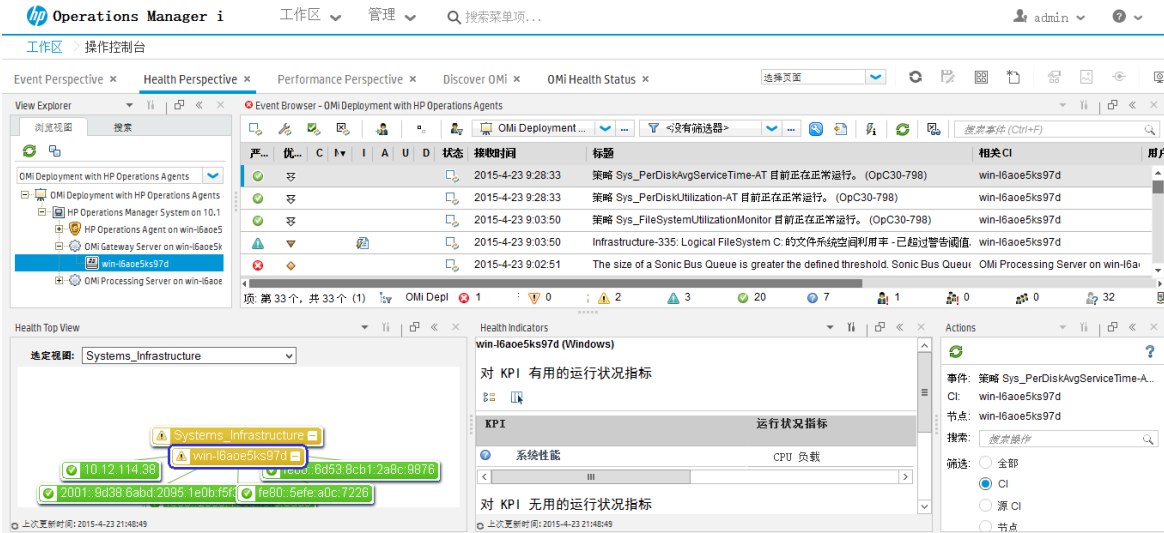 hp Operations Manager i 工作区 管理 搜索菜单项... admin
工作区 操作控制台
Event Perspective × Health Perspective × Performance Perspective × Discover OMi × OMi Health Status × 选择页面
View Explorer
浏览视图 搜索
OMi Deployment with HP Operations Agents
OMi Deployment with HP Operations Agents
HP Operations Manager System on 10.1
HP Operations Agent on win-l6aoe5
OMi Gateway Server on win-l6aoe5k
win-l6aoe5ks97d
OMi Processing Server on win-l6aoe
Event Browser - OMi Deployment with HP Operations Agents
OMi Deployment ... <没有筛选器> 搜索事件 (Ctrl+F)
严... 优... C I A U D 状态 接收时间 标题 相关CI 用户
2015-4-23 9:28:33 策略 Sys_PerDiskAvgServiceTime-AT 目前正在正常运行。 (OpC30-798) win-l6aoe5ks97d
2015-4-23 9:28:33 策略 Sys_PerDiskUtilization-AT 目前正在正常运行。 (OpC30-798) win-l6aoe5ks97d
2015-4-23 9:03:50 策略 Sys_FileSystemUtilizationMonitor 目前正在正常运行。 (OpC30-798) win-l6aoe5ks97d
2015-4-23 9:03:50 Infrastructure-335: Logical FileSystem C: 的文件系统空间利用率 - 已超过警告阈值. win-l6aoe5ks97d
2015-4-23 9:02:51 The size of a Sonic Bus Queue is greater the defined threshold. Sonic Bus Queue OMi Processing Server on win-l6a
项: 第 33 个, 共 33 个 (1) OMi Depl 1 0 2 3 20 7 1 0 0 32
Health Top View
选定视图: Systems_Infrastructure
Systems_Infrastructure
win-l6aoe5ks97d
10.12.114.38
fe80::6d53:8cb1:2a8c:9876
2001::9d38:6abd:2095:1e0b:f5f3
fe80::5efe:a0c:7226
上次更新时间: 2015-4-23 21:48:49
Health Indicators
win-l6aoe5ks97d (Windows)
对 KPI 有用的运行状况指标
KPI 运行状况指标
系统性能 CPU 负载
对 KPI 无用的运行状况指标
上次更新时间: 2015-4-23 21:48:49
Actions
事件: 策略 Sys_PerDiskAvgServiceTime-A...
CI: win-l6aoe5ks97d
节点: win-l6aoe5ks97d
搜索: 搜索操作
筛选: 全部
CI
源 CI
节点